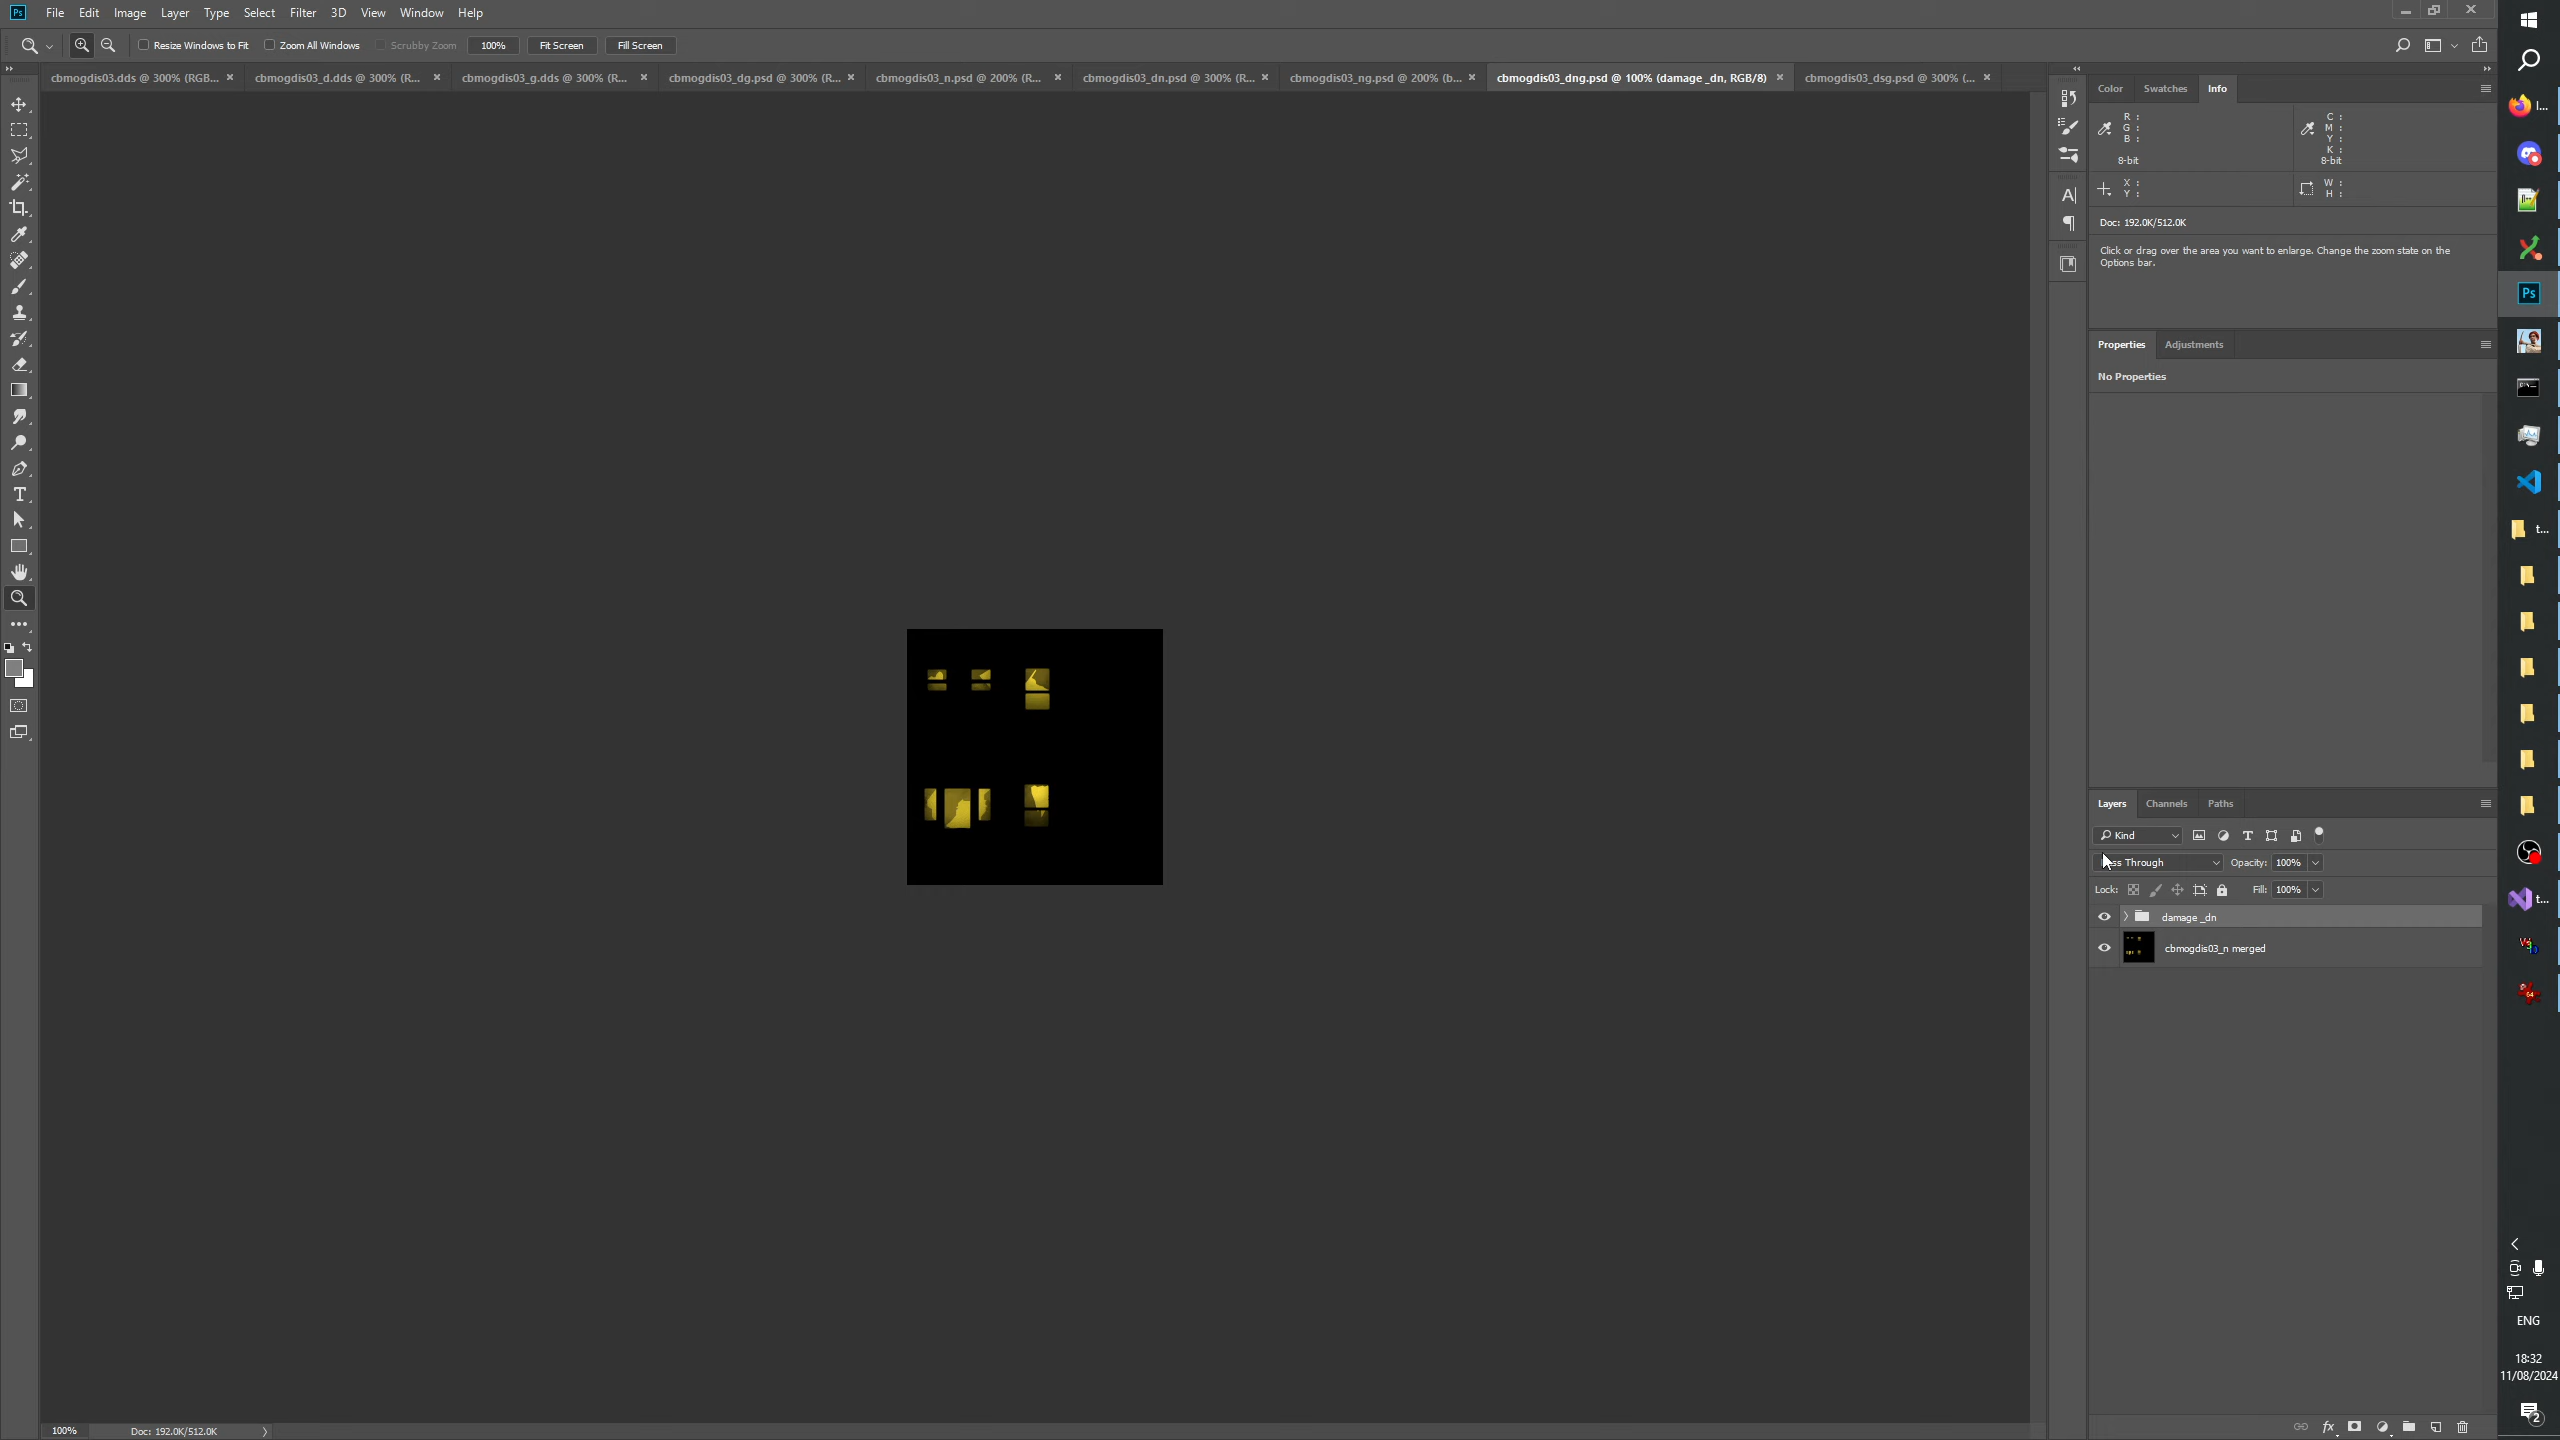 Ps File Edit Image Layer Type Select Filter 3D View Window Help
Resize Windows to Fit Zoom All Windows Scrubby Zoom 100% Fit Screen Fill Screen
cbmogdis03.dds @ 300% (RGB... cbmogdis03_d.dds @ 300% (R... cbmogdis03_g.dds @ 300% (R... cbmogdis03_dg.psd @ 300% (R... cbmogdis03_n.psd @ 200% (R... cbmogdis03_dn.psd @ 300% (R... cbmogdis03_ng.psd @ 200% (b... cbmogdis03_dng.psd @ 100% (damage _dn, RGB/8) cbmogdis03_dsg.psd @ 300% (...
Color Swatches Info
R : C :
G : M :
B : Y :
K :
8-bit 8-bit
X : W :
Y : H :
Doc: 192.0K/512.0K
Click or drag over the area you want to enlarge. Change the zoom state on the
Options bar.
Properties Adjustments
No Properties
Layers Channels Paths
Kind
Through Opacity: 100%
Lock: Fill: 100%
damage _dn
cbmogdis03_n merged
fx
100% Doc: 192.0K/512.0K
l...
Ps
t...
t...
64
ENG
18:32
11/08/2024
2